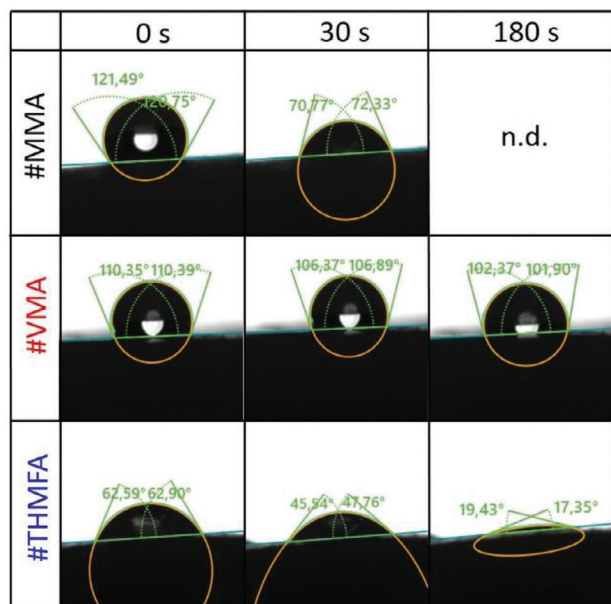 0 s 30 s 180 s
#MMA
121,49° 120,75°
70,77° 72,33°
n.d.
#VMA
110,35° 110,39°
106,37° 106,89°
102,37° 101,90°
#THMFA
62,59° 62,90°
45,54° 47,76°
19,43° 17,35°